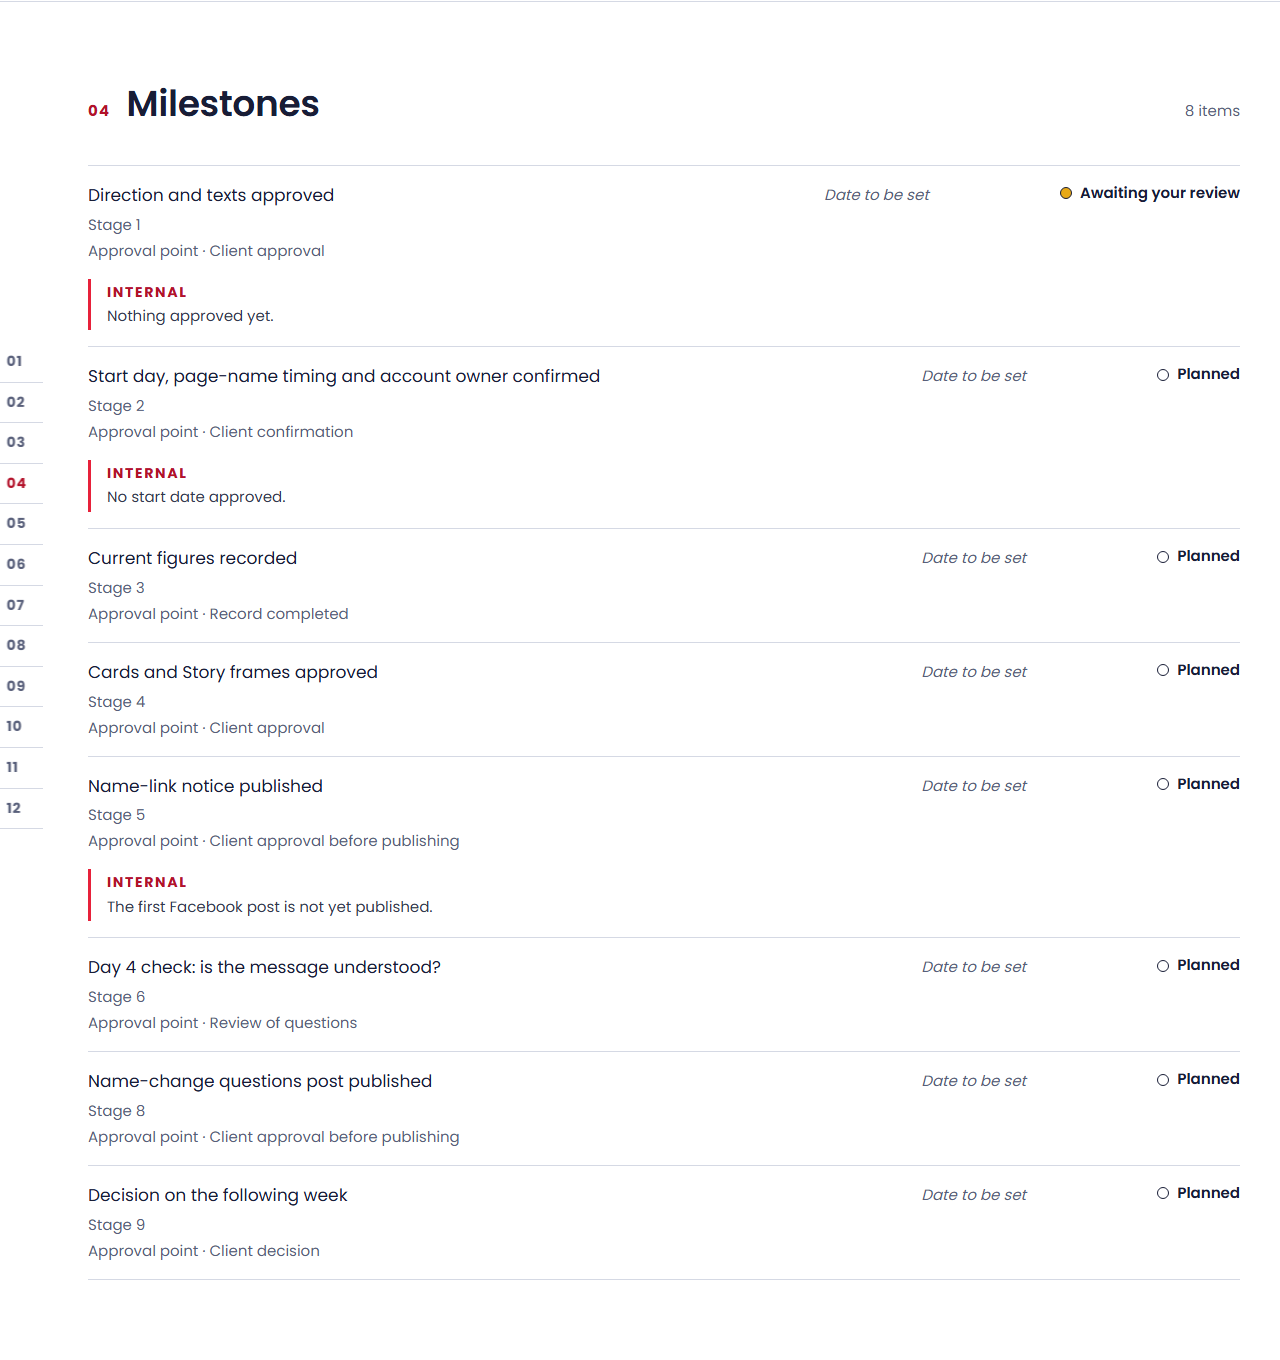 04 Milestones
8 items
Direction and texts approved
Date to be set
Awaiting your review
Stage 1
Approval point · Client approval
INTERNAL
Nothing approved yet.
Start day, page-name timing and account owner confirmed
Date to be set
Planned
Stage 2
Approval point · Client confirmation
INTERNAL
No start date approved.
Current figures recorded
Date to be set
Planned
Stage 3
Approval point · Record completed
Cards and Story frames approved
Date to be set
Planned
Stage 4
Approval point · Client approval
Name-link notice published
Date to be set
Planned
Stage 5
Approval point · Client approval before publishing
INTERNAL
The first Facebook post is not yet published.
Day 4 check: is the message understood?
Date to be set
Planned
Stage 6
Approval point · Review of questions
Name-change questions post published
Date to be set
Planned
Stage 8
Approval point · Client approval before publishing
Decision on the following week
Date to be set
Planned
Stage 9
Approval point · Client decision
01
02
03
04
05
06
07
08
09
10
11
12